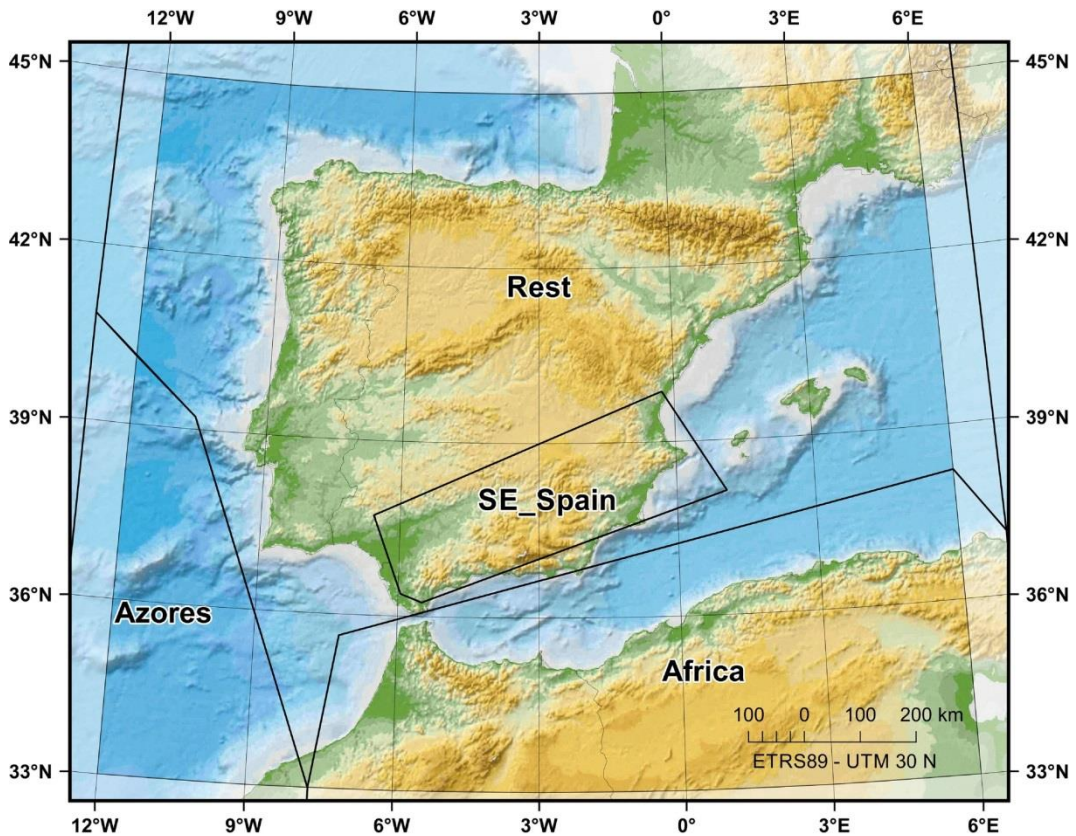 12°W 9°W 6°W 3°W 0° 3°E 6°E
45°N 45°N
42°N 42°N
Rest
39°N 39°N
SE_Spain
36°N 36°N
Azores
Africa
100 0 100 200 km
ETRS89 - UTM 30 N
33°N 33°N
12°W 9°W 6°W 3°W 0° 3°E 6°E